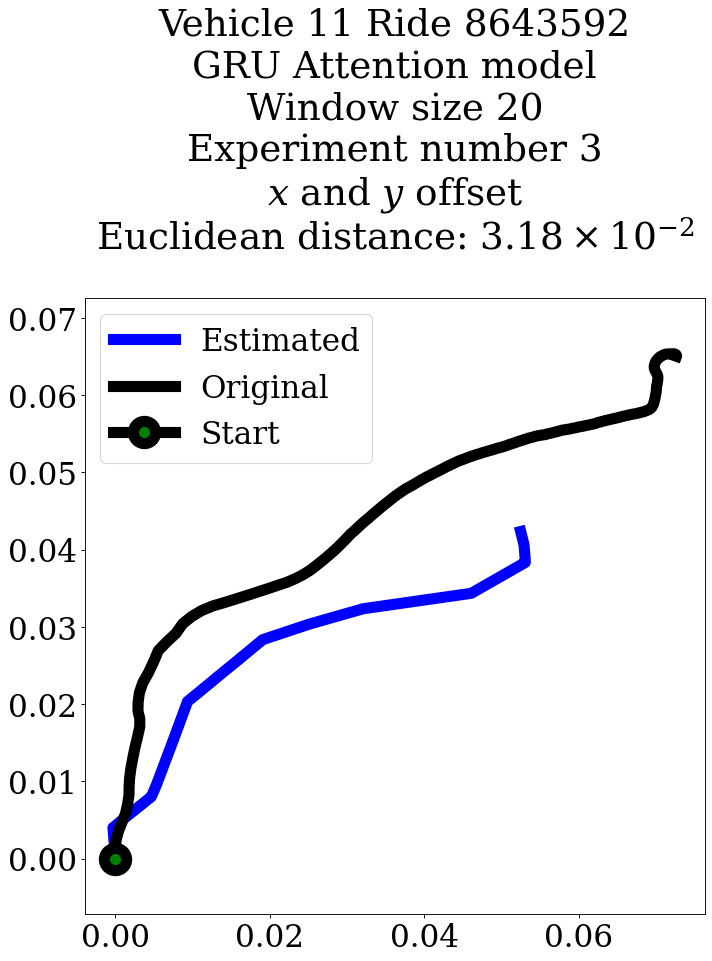 Vehicle 11 Ride 8643592
GRU Attention model
Window size 20
Experiment number 3
x and y offset
Euclidean distance: 3.18 × 10⁻²
Estimated
Original
Start
0.07
0.06
0.05
0.04
0.03
0.02
0.01
0.00
0.00 0.02 0.04 0.06